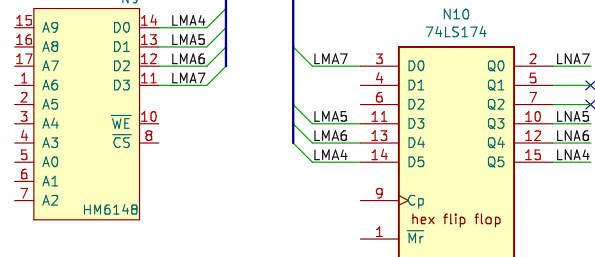 N10
74LS174
15 A9 D0 14 LMA4
16 A8 D1 13 LMA5
17 A7 D2 12 LMA6
1 A6 D3 11 LMA7
2 A5
3 A4 WE 10
4 A3 CS 8
5 A0
6 A1
7 A2
HM6148
LMA7 3 D0 Q0 2 LNA7
4 D1 Q1 5
6 D2 Q2 7
LMA5 11 D3 Q3 10 LNA5
LMA6 13 D4 Q4 12 LNA6
LMA4 14 D5 Q5 15 LNA4
9 Cp
hex flip flop
1 Mr